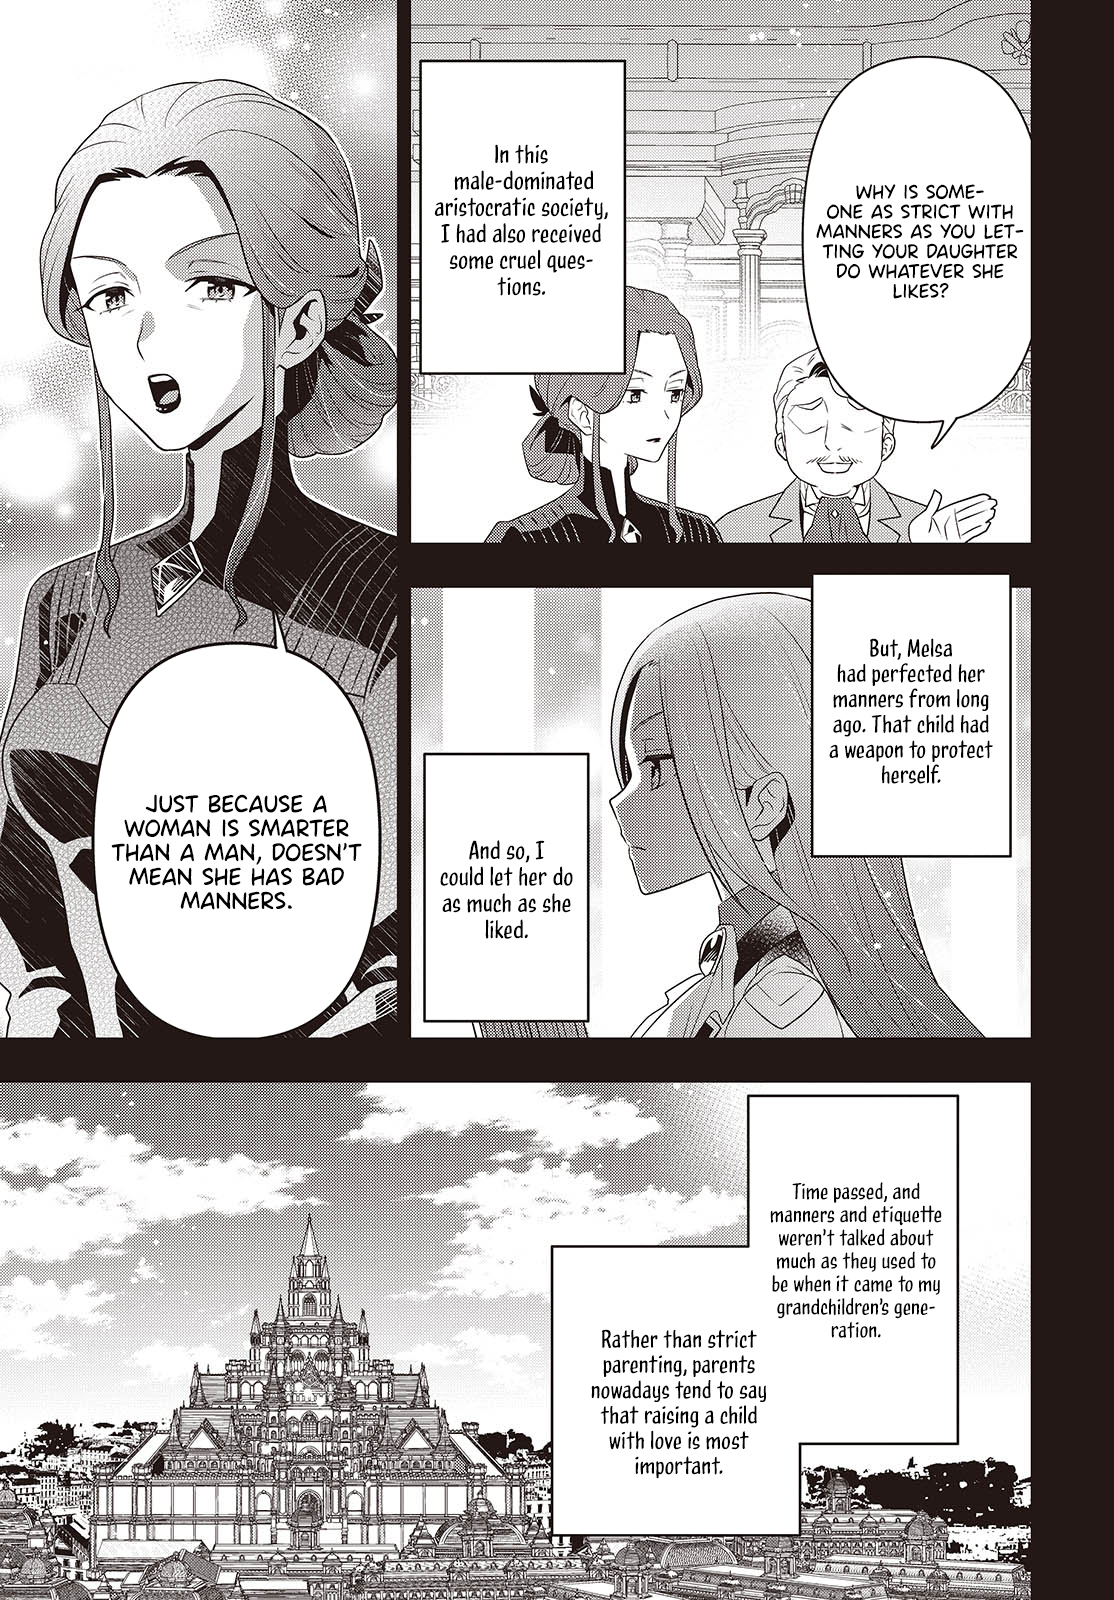 WHY IS SOME-
ONE AS STRICT WITH
MANNERS AS YOU LET-
TING YOUR DAUGHTER
DO WHATEVER SHE
LIKES?
In this
male-dominated
aristocratic society,
I had also received
some cruel ques-
tions.
JUST BECAUSE A
WOMAN IS SMARTER
THAN A MAN, DOESN'T
MEAN SHE HAS BAD
MANNERS.
But, Melsa
had perfected her
manners from long
ago. That child had
a weapon to protect
herself.
And so, I
could let her do
as much as she
liked.
Time passed, and
manners and etiquette
weren't talked about
much as they used to
be when it came to my
grandchildren's gene-
ration.
Rather than strict
parenting, parents
nowadays tend to say
that raising a child
with love is most
important.